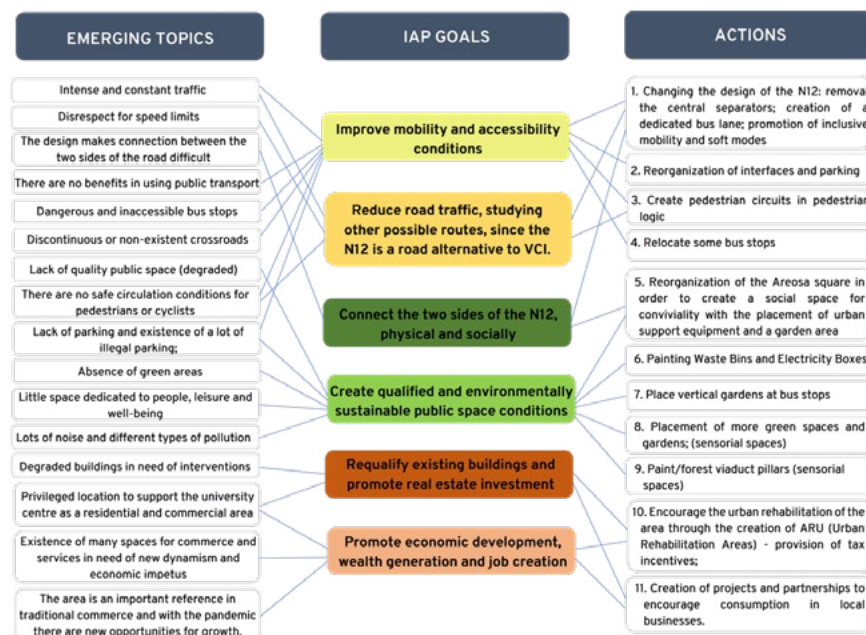 EMERGING TOPICS
IAP GOALS
ACTIONS
Intense and constant traffic
Disrespect for speed limits
The design makes connection between the
two sides of the road difficult
There are no benefits in using public transport
Dangerous and inaccessible bus stops
Discontinuous or non-existent crossroads
Lack of quality public space (degraded)
There are no safe circulation conditions for
pedestrians or cyclists
Lack of parking and existence of a lot of
illegal parking;
Absence of green areas
Little space dedicated to people, leisure and
well-being
Lots of noise and different types of pollution
Degraded buildings in need of interventions
Privileged location to support the university
centre as a residential and commercial area
Existence of many spaces for commerce and
services in need of new dynamism and
economic impetus
The area is an important reference in
traditional commerce and with the pandemic
there are new opportunities for growth.
Improve mobility and accessibility
conditions
Reduce road traffic, studying
other possible routes, since the
N12 is a road alternative to VCI.
Connect the two sides of the N12,
physical and socially
Create qualified and environmentally
sustainable public space conditions
Requalify existing buildings and
promote real estate investment
Promote economic development,
wealth generation and job creation
1. Changing the design of the N12: removal
the central separators; creation of a
dedicated bus lane; promotion of inclusive
mobility and soft modes
2. Reorganization of interfaces and parking
3. Create pedestrian circuits in pedestrian
logic
4. Relocate some bus stops
5. Reorganization of the Areosa square in
order to create a social space for
conviviality with the placement of urban
support equipment and a garden area
6. Painting Waste Bins and Electricity Boxes
7. Place vertical gardens at bus stops
8. Placement of more green spaces and
gardens; (sensorial spaces)
9. Paint/forest viaduct pillars (sensorial
spaces)
10. Encourage the urban rehabilitation of the
area through the creation of ARU (Urban
Rehabilitation Areas) - provision of tax
incentives;
11. Creation of projects and partnerships to
encourage consumption in local
businesses.